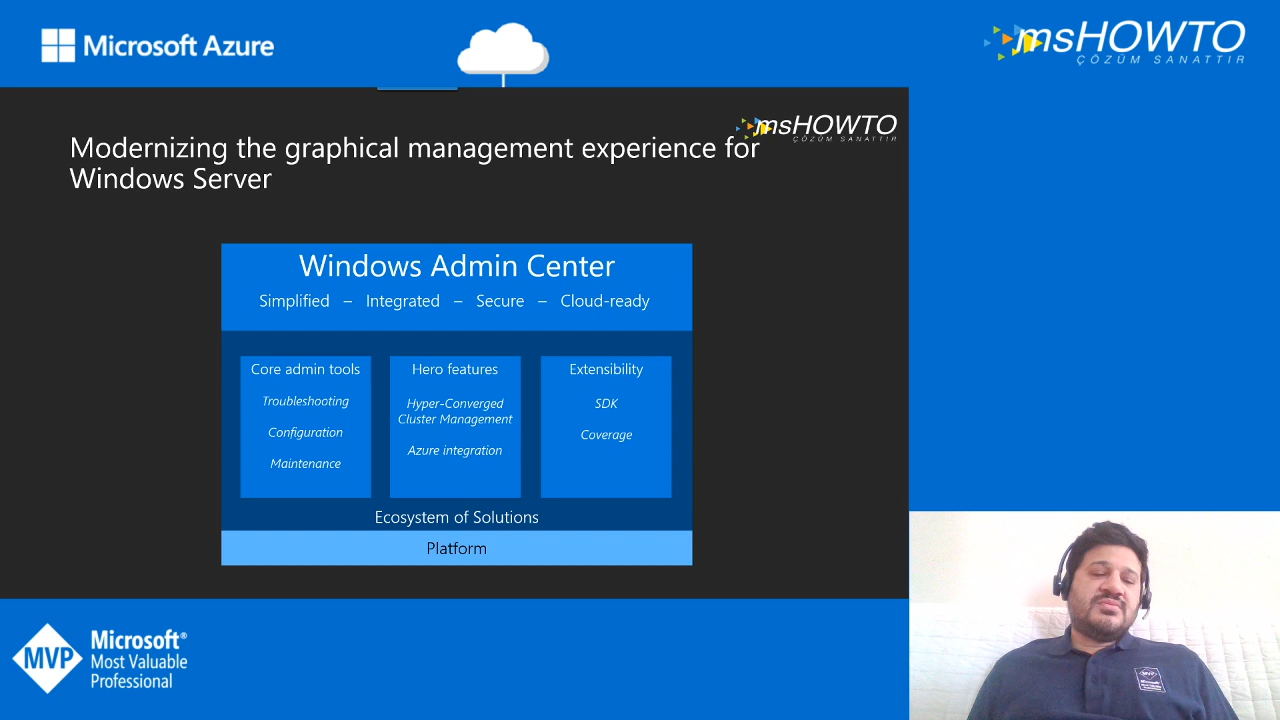 Microsoft Azure
msHOWTO
ÇÖZÜM SANATTIR
msHOWTO
ÇÖZÜM SANATTIR
Modernizing the graphical management experience for
Windows Server
Windows Admin Center
Simplified – Integrated – Secure – Cloud-ready
Core admin tools
Troubleshooting
Configuration
Maintenance
Hero features
Hyper-Converged
Cluster Management
Azure integration
Extensibility
SDK
Coverage
Ecosystem of Solutions
Platform
MVP
Microsoft®
Most Valuable
Professional
MVP
Microsoft